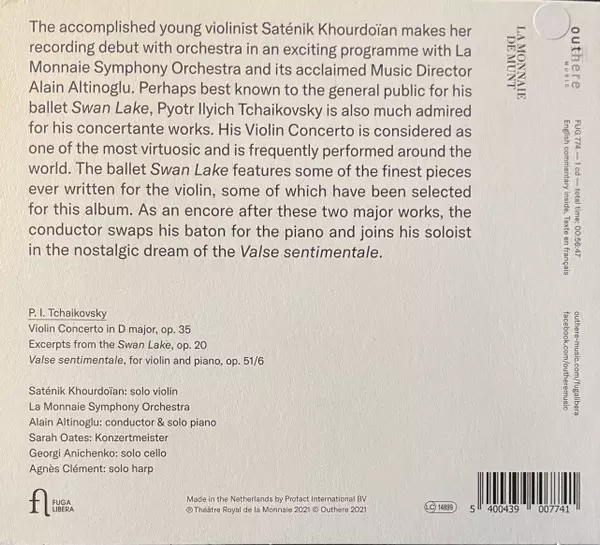 The accomplished young violinist Saténik Khourdoïan makes her
recording debut with orchestra in an exciting programme with La
Monnaie Symphony Orchestra and its acclaimed Music Director
Alain Altinoglu. Perhaps best known to the general public for his
ballet Swan Lake, Pyotr Ilyich Tchaikovsky is also much admired
for his concertante works. His Violin Concerto is considered as
one of the most virtuosic and is frequently performed around the
world. The ballet Swan Lake features some of the finest pieces
ever written for the violin, some of which have been selected
for this album. As an encore after these two major works, the
conductor swaps his baton for the piano and joins his soloist
in the nostalgic dream of the Valse sentimentale.
P. I. Tchaikovsky
Violin Concerto in D major, op. 35
Excerpts from the Swan Lake, op. 20
Valse sentimentale, for violin and piano, op. 51/6
Saténik Khourdoïan: solo violin
La Monnaie Symphony Orchestra
Alain Altinoglu: conductor & solo piano
Sarah Oates: Konzertmeister
Georgi Anichenko: solo cello
Agnès Clément: solo harp
fl
FUGA
LIBERA
Made in the Netherlands by Profact International BV
℗ Théâtre Royal de la Monnaie 2021 © Outhere 2021
LC 14899
5 400439 007741
LA MONNAIE
DE MUNT
outhere
MUSIC
FUG 774 — 1 cd — total time: 00:56:47
English commentary inside, Texte en français
outhere-music.com/fugalibera
facebook.com/outheremusic